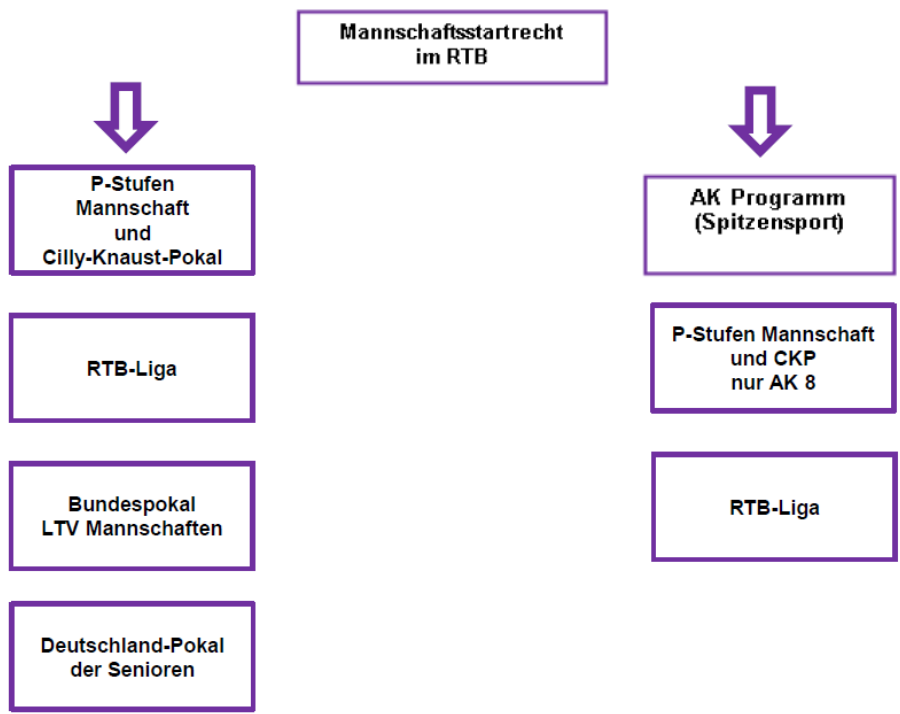 Mannschaftsstartrecht
im RTB
P-Stufen
Mannschaft
und
Cilly-Knaust-Pokal
RTB-Liga
Bundespokal
LTV Mannschaften
Deutschland-Pokal
der Senioren
AK Programm
(Spitzensport)
P-Stufen Mannschaft
und CKP
nur AK 8
RTB-Liga